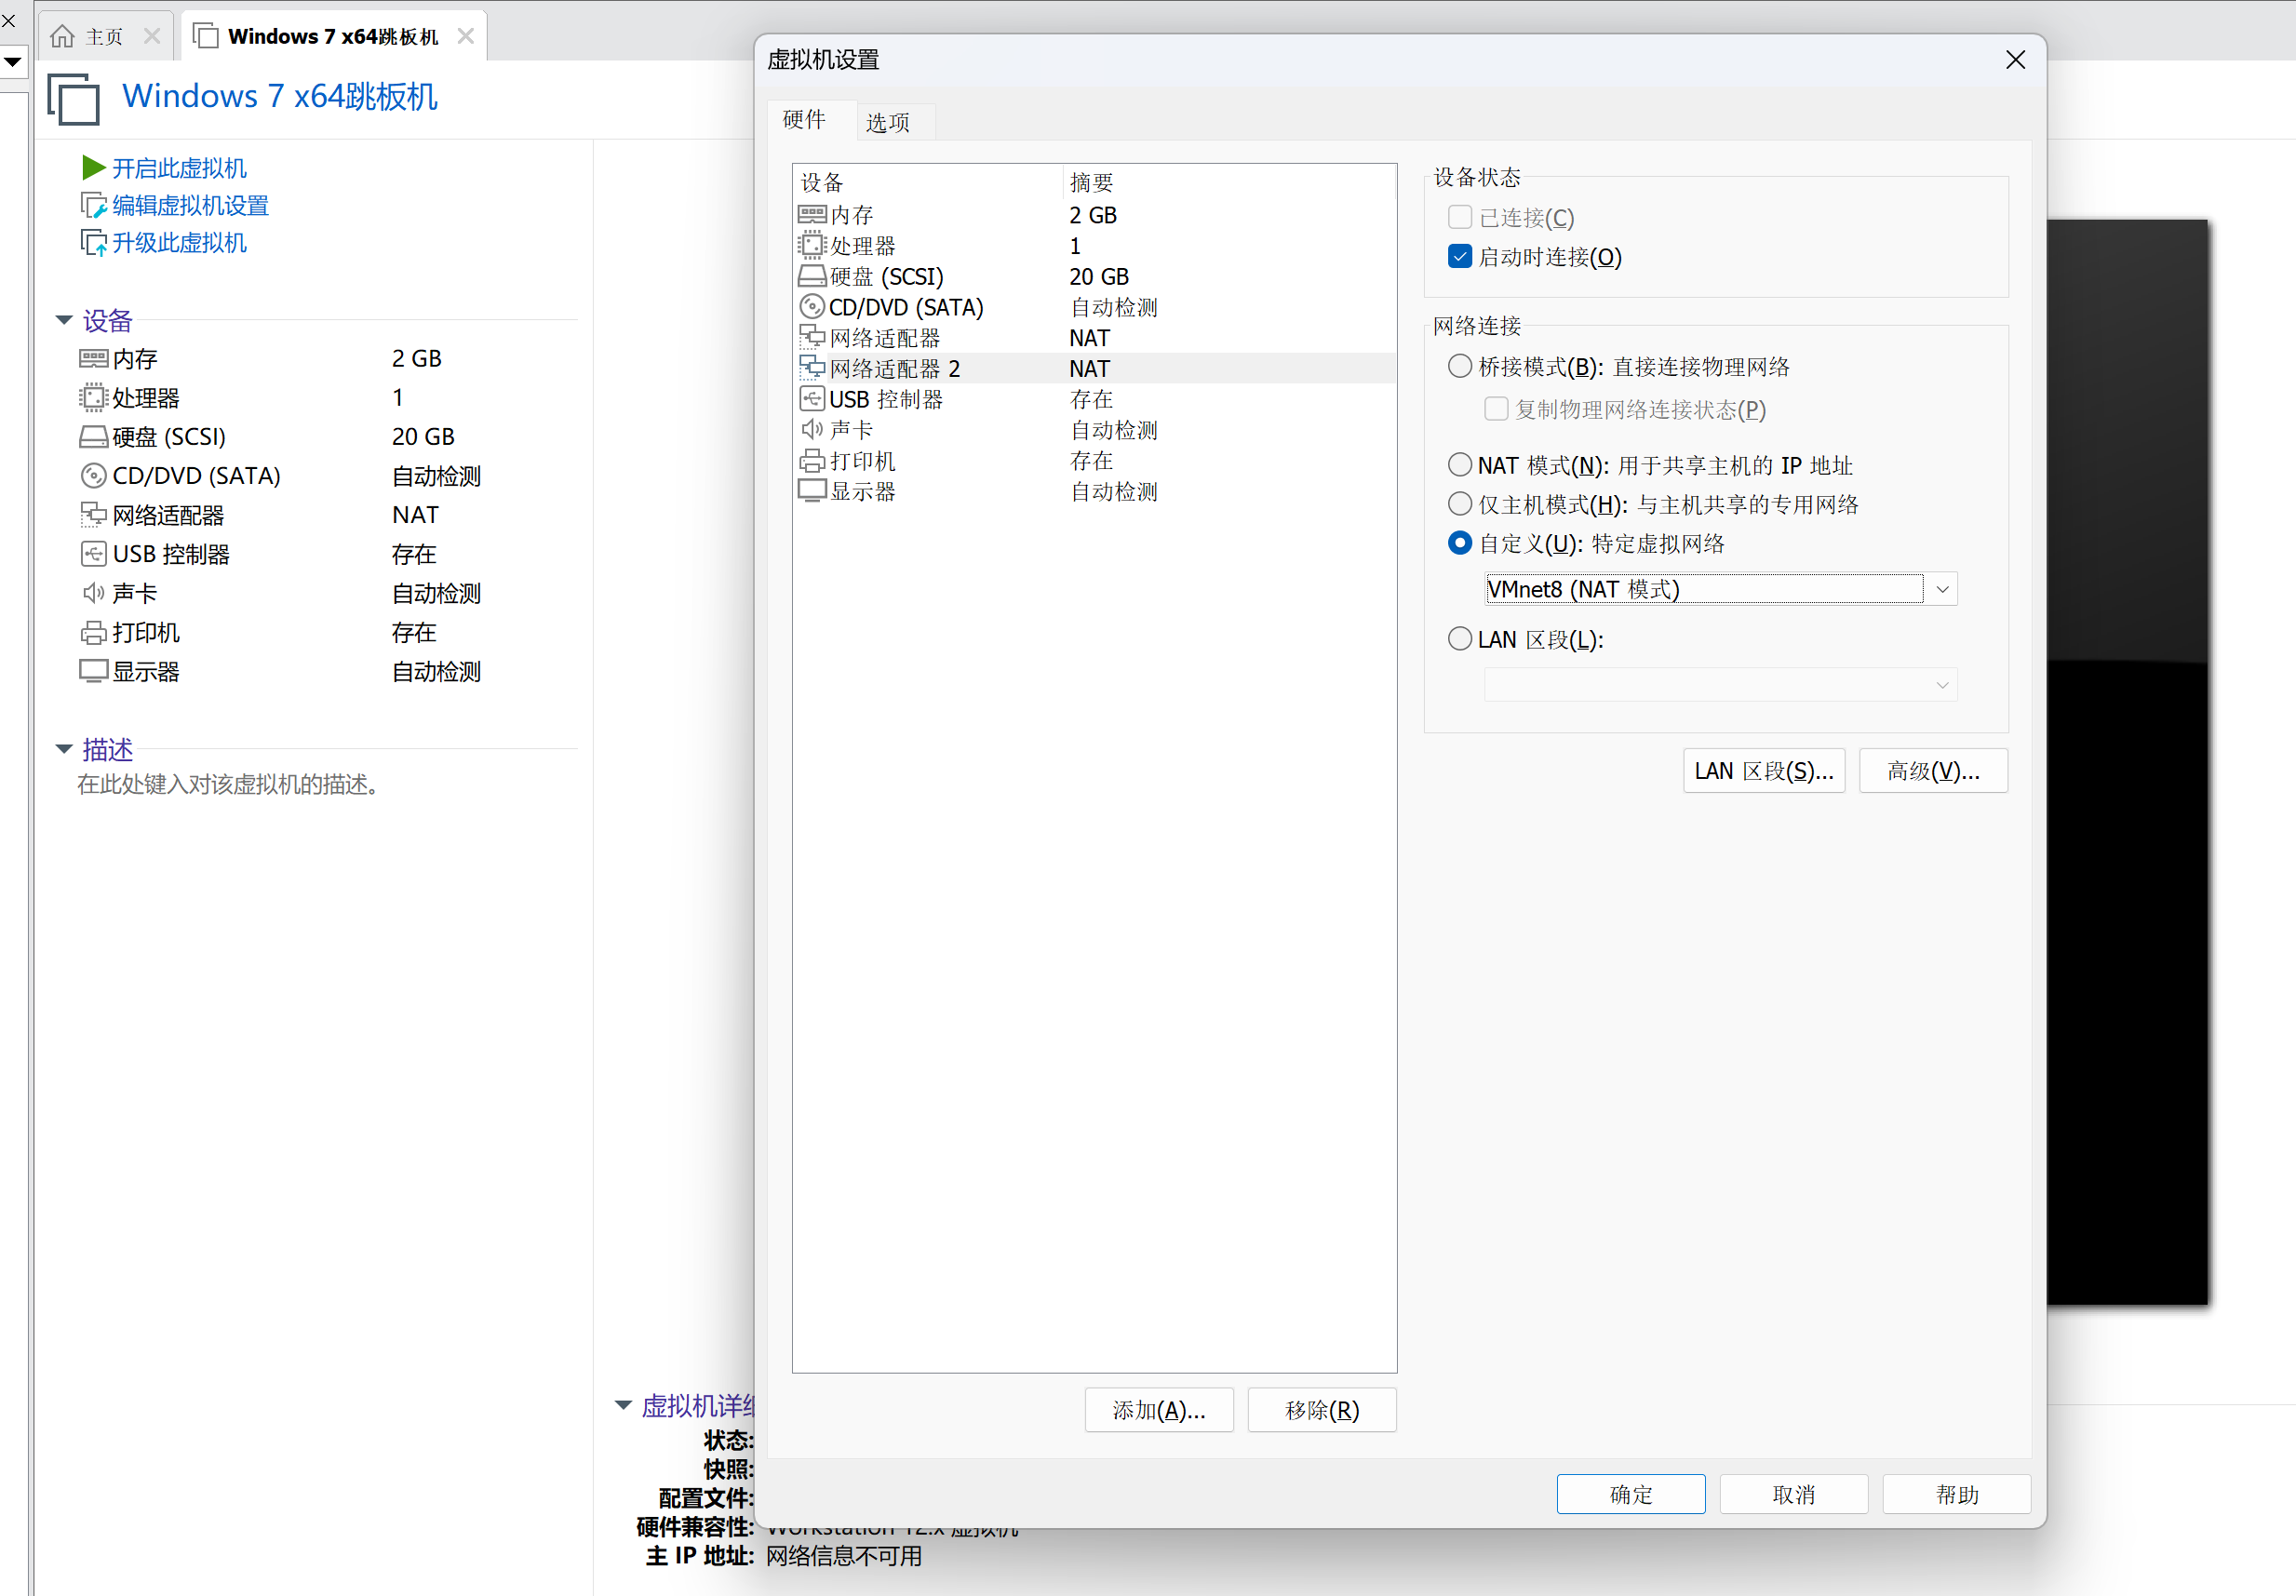 主页
Windows 7 x64跳板机
Windows 7 x64跳板机
开启此虚拟机
编辑虚拟机设置
升级此虚拟机
设备
内存 2 GB
处理器 1
硬盘 (SCSI) 20 GB
CD/DVD (SATA) 自动检测
网络适配器 NAT
USB 控制器 存在
声卡 自动检测
打印机 存在
显示器 自动检测
描述
在此处键入对该虚拟机的描述。
虚拟机设置
硬件
选项
设备 摘要
内存 2 GB
处理器 1
硬盘 (SCSI) 20 GB
CD/DVD (SATA) 自动检测
网络适配器 NAT
网络适配器 2 NAT
USB 控制器 存在
声卡 自动检测
打印机 存在
显示器 自动检测
添加(A)...
移除(R)
设备状态
已连接(C)
启动时连接(O)
网络连接
桥接模式(B): 直接连接物理网络
复制物理网络连接状态(P)
NAT 模式(N): 用于共享主机的 IP 地址
仅主机模式(H): 与主机共享的专用网络
自定义(U): 特定虚拟网络
VMnet8 (NAT 模式)
LAN 区段(L):
LAN 区段(S)...
高级(V)...
确定
取消
帮助
虚拟机详细
状态:
快照:
配置文件:
硬件兼容性: Workstation 12.x 虚拟机
主 IP 地址: 网络信息不可用